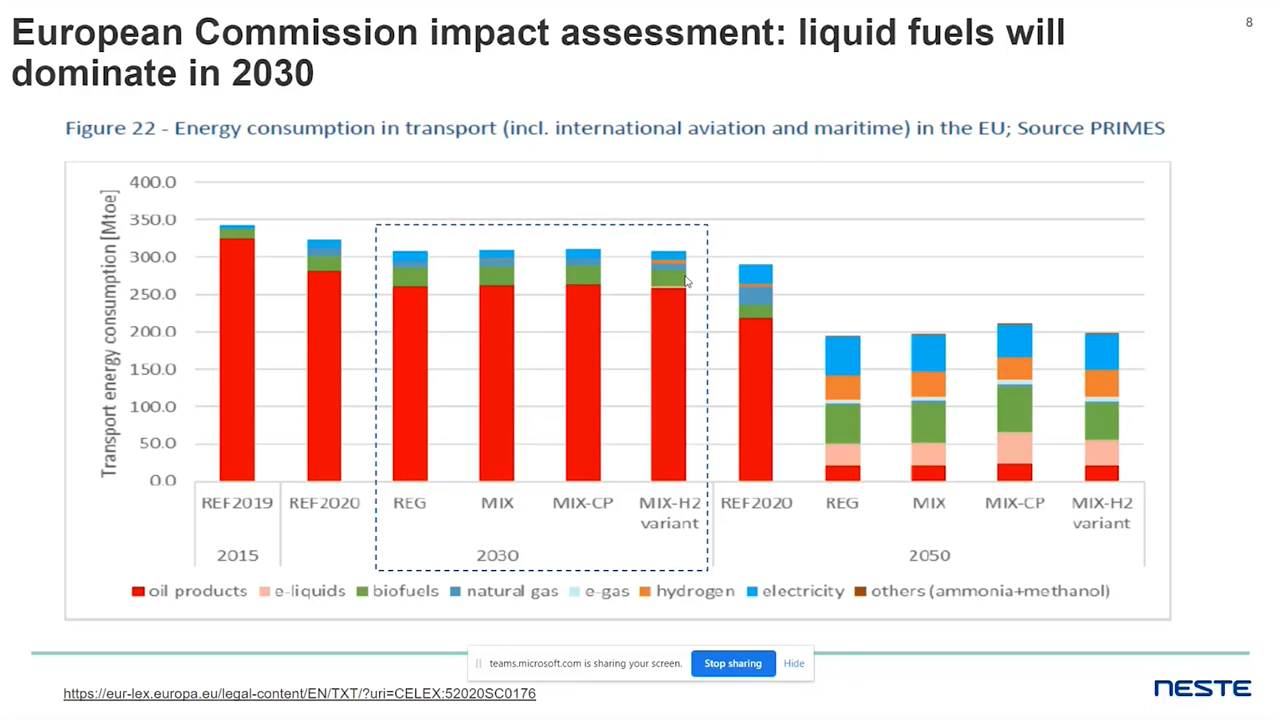 European Commission impact assessment: liquid fuels will
dominate in 2030
8
Figure 22 - Energy consumption in transport (incl. international aviation and maritime) in the EU; Source PRIMES
Transport energy consumption [Mtoe]
400.0
350.0
300.0
250.0
200.0
150.0
100.0
50.0
0.0
REF2019 REF2020 REG MIX MIX-CP MIX-H2 REF2020 REG MIX MIX-CP MIX-H2
variant variant
2015 2030 2050
oil products e-liquids biofuels natural gas e-gas hydrogen electricity others (ammonia+methanol)
teams.microsoft.com is sharing your screen. Stop sharing Hide
https://eur-lex.europa.eu/legal-content/EN/TXT/?uri=CELEX:52020SC0176
NESTE